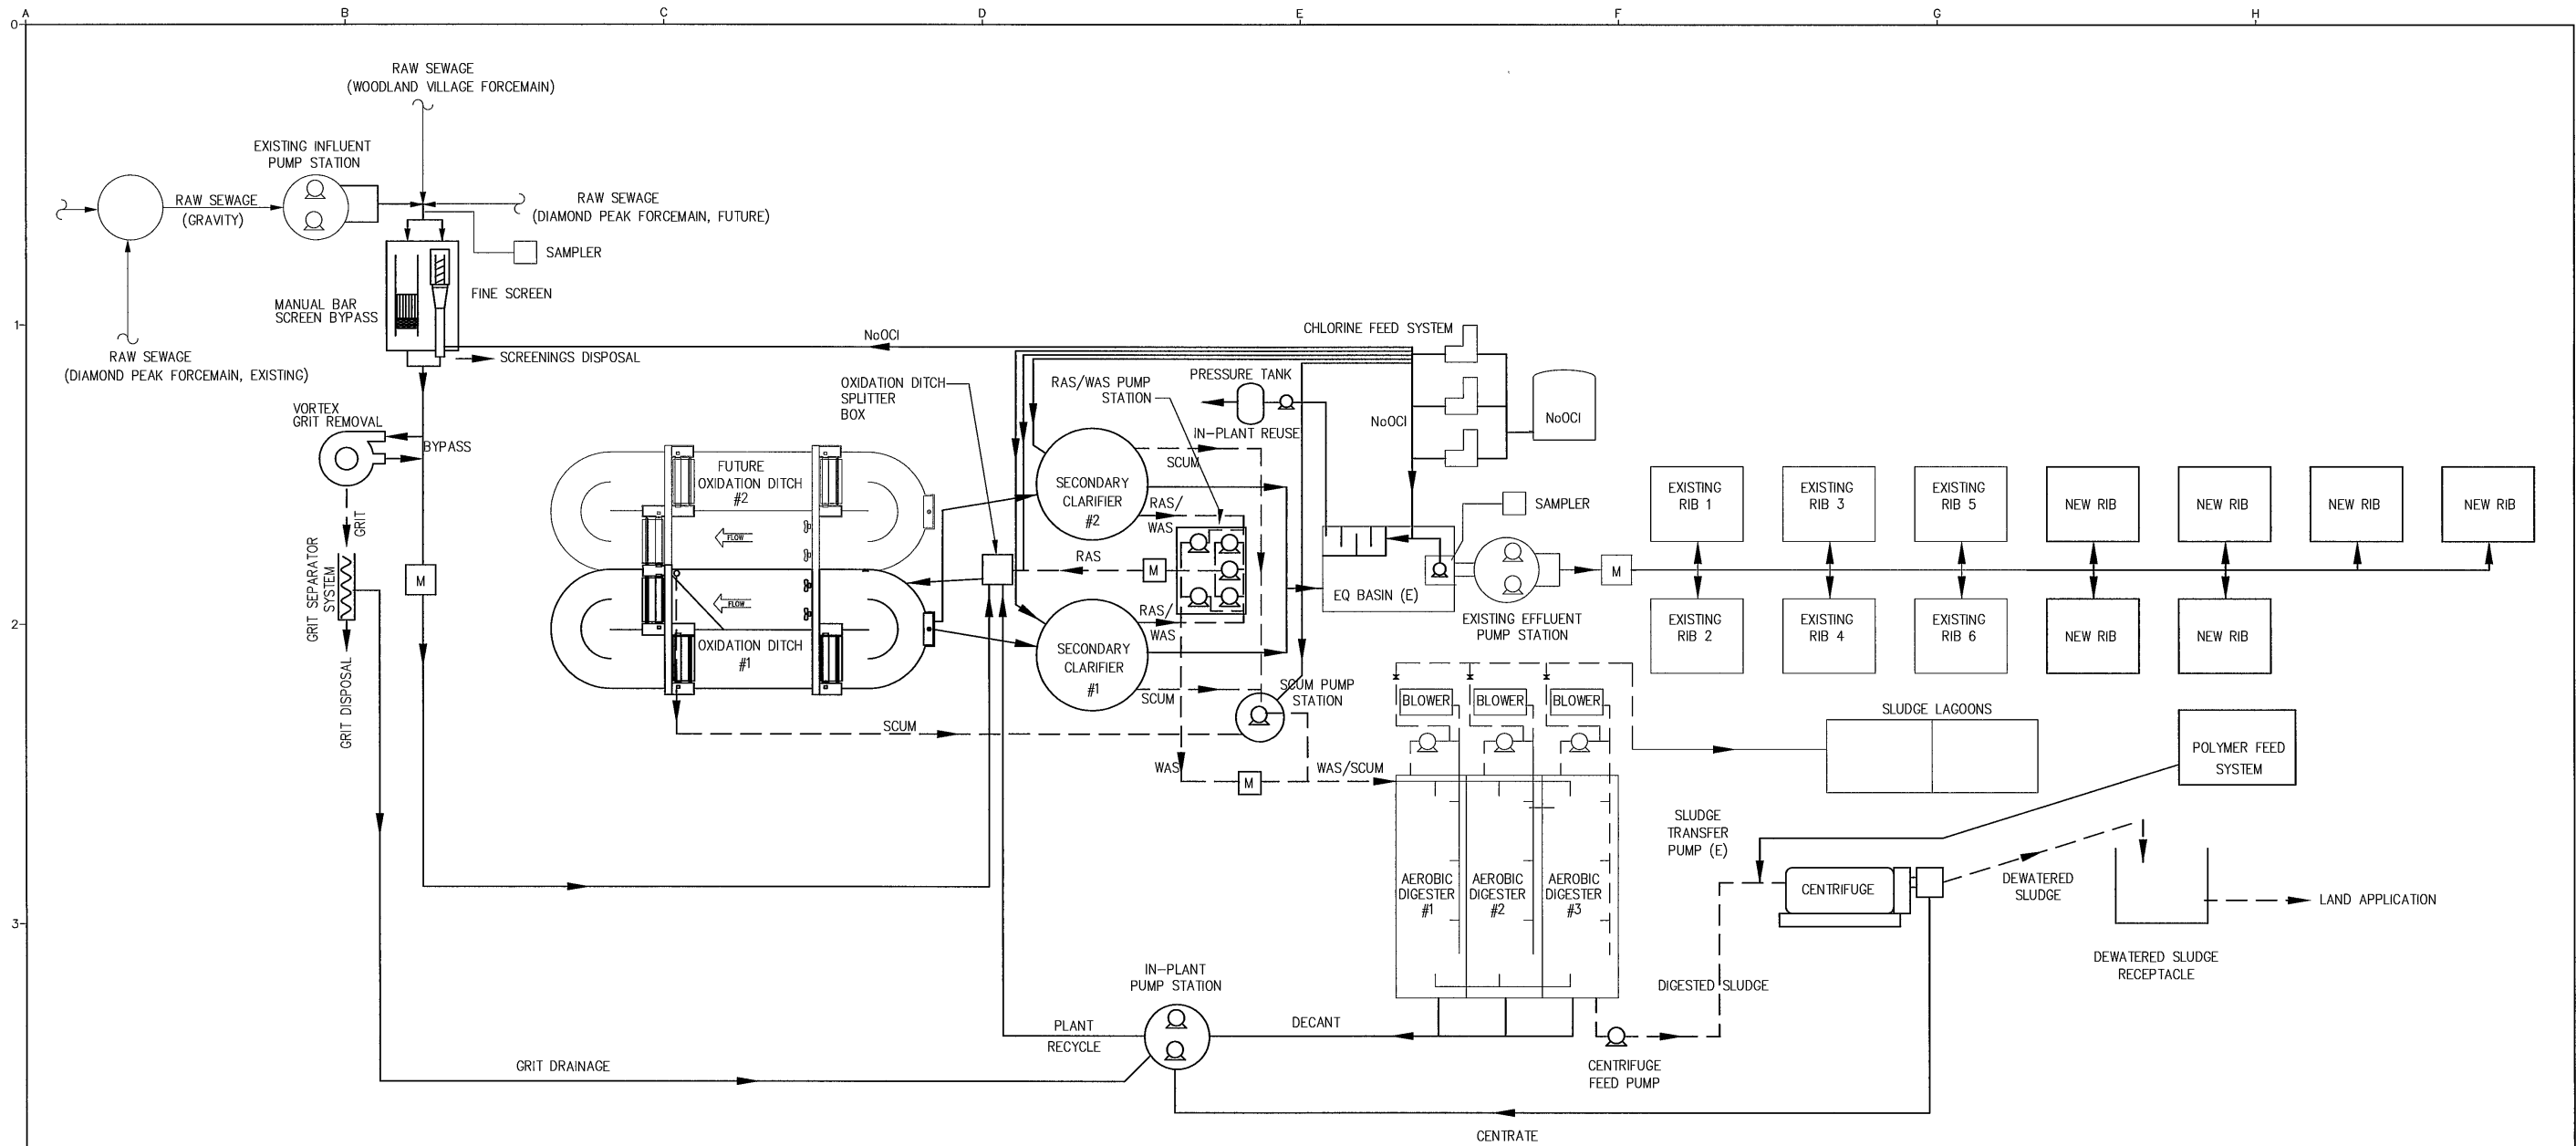 A B C D E F G H
0
1
2
3
RAW SEWAGE
(WOODLAND VILLAGE FORCEMAIN)
EXISTING INFLUENT
PUMP STATION
RAW SEWAGE
(GRAVITY)
RAW SEWAGE
(DIAMOND PEAK FORCEMAIN, FUTURE)
SAMPLER
FINE SCREEN
MANUAL BAR
SCREEN BYPASS
SCREENINGS DISPOSAL
RAW SEWAGE
(DIAMOND PEAK FORCEMAIN, EXISTING)
VORTEX
GRIT REMOVAL
BYPASS
GRIT
GRIT SEPARATOR
SYSTEM
GRIT DISPOSAL
M
GRIT DRAINAGE
NoOCl
OXIDATION DITCH
SPLITTER
BOX
FUTURE
OXIDATION DITCH
#2
FLOW
FLOW
OXIDATION DITCH
#1
SCUM
RAS/WAS PUMP
STATION
PRESSURE TANK
IN-PLANT REUSE
SECONDARY
CLARIFIER
#2
SCUM
RAS/
WAS
RAS
M
RAS/
WAS
SECONDARY
CLARIFIER
#1
SCUM
SCUM PUMP
STATION
WAS
M
WAS/SCUM
CHLORINE FEED SYSTEM
NoOCl
NoOCl
EQ BASIN (E)
SAMPLER
EXISTING EFFLUENT
PUMP STATION
M
EXISTING
RIB 1
EXISTING
RIB 3
EXISTING
RIB 5
NEW RIB
NEW RIB
NEW RIB
NEW RIB
EXISTING
RIB 2
EXISTING
RIB 4
EXISTING
RIB 6
NEW RIB
NEW RIB
BLOWER
BLOWER
BLOWER
SLUDGE LAGOONS
POLYMER FEED
SYSTEM
SLUDGE
TRANSFER
PUMP (E)
AEROBIC
DIGESTER
#1
AEROBIC
DIGESTER
#2
AEROBIC
DIGESTER
#3
CENTRIFUGE
DEWATERED
SLUDGE
LAND APPLICATION
DEWATERED SLUDGE
RECEPTACLE
DIGESTED SLUDGE
IN-PLANT
PUMP STATION
PLANT
RECYCLE
DECANT
CENTRIFUGE
FEED PUMP
CENTRATE